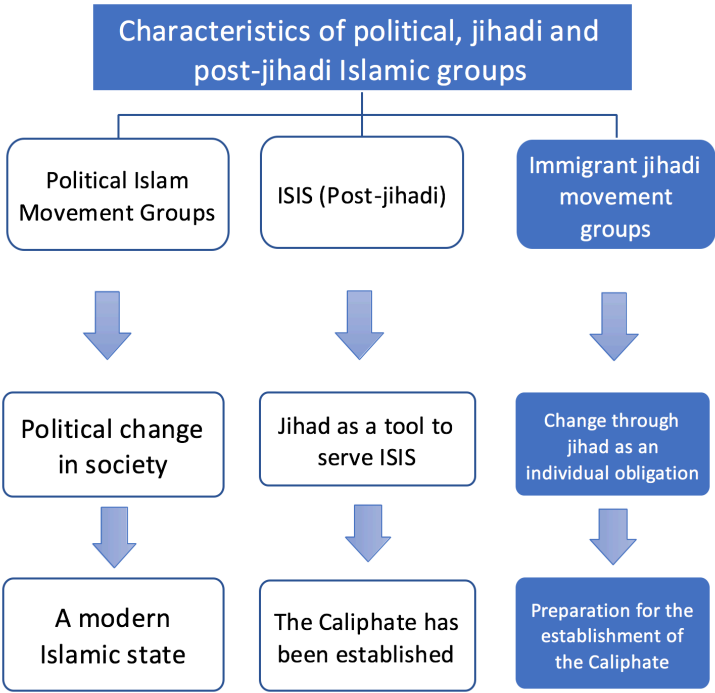 Characteristics of political, jihadi and
post-jihadi Islamic groups
Political Islam
Movement Groups
ISIS (Post-jihadi)
Immigrant jihadi
movement
groups
Political change
in society
Jihad as a tool to
serve ISIS
Change through
jihad as an
individual obligation
A modern
Islamic state
The Caliphate has
been established
Preparation for the
establishment of
the Caliphate